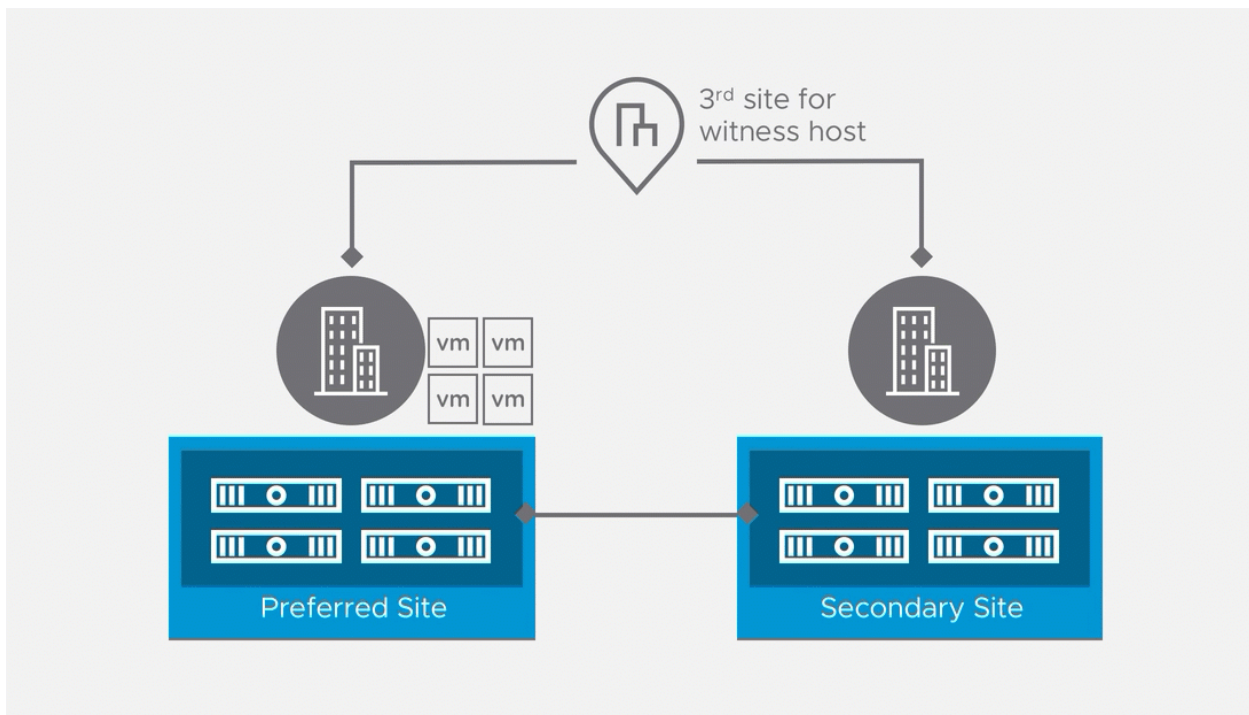 3rd site for
witness host
vm vm
vm vm
Preferred Site
Secondary Site